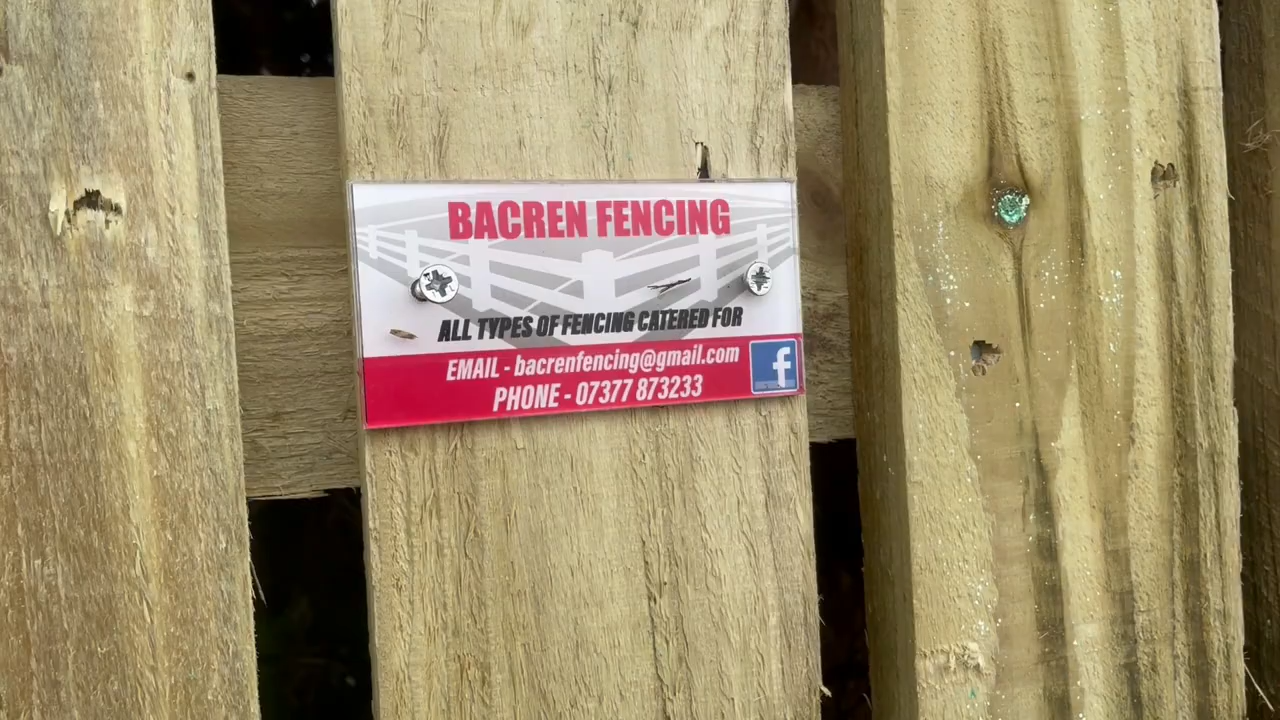 BACREN FENCING
ALL TYPES OF FENCING CATERED FOR
EMAIL - bacrenfencing@gmail.com
PHONE - 07377 873233
f